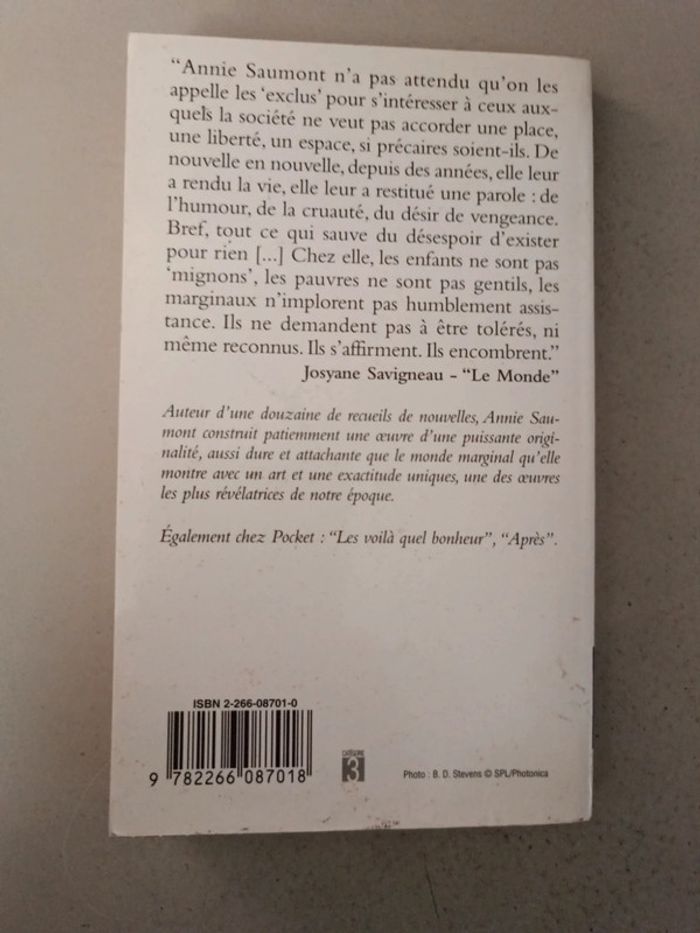 “Annie Saumont n’a pas attendu qu’on les
appelle les ‘exclus’ pour s’intéresser à ceux aux-
quels la société ne veut pas accorder une place,
une liberté, un espace, si précaires soient-ils. De
nouvelle en nouvelle, depuis des années, elle leur
a rendu la vie, elle leur a restitué une parole : de
l’humour, de la cruauté, du désir de vengeance.
Bref, tout ce qui sauve du désespoir d’exister
pour rien [...] Chez elle, les enfants ne sont pas
‘mignons’, les pauvres ne sont pas gentils, les
marginaux n’implorent pas humblement assis-
tance. Ils ne demandent pas à être tolérés, ni
même reconnus. Ils s’affirment. Ils encombrent.”
Josyane Savigneau - “Le Monde”
Auteur d’une douzaine de recueils de nouvelles, Annie Sau-
mont construit patiemment une œuvre d’une puissante origi-
nalité, aussi dure et attachante que le monde marginal qu’elle
montre avec un art et une exactitude uniques, une des œuvres
les plus révélatrices de notre époque.
Également chez Pocket : “Les voilà quel bonheur”, “Après”.
ISBN 2-266-08701-0
9 782266 087018
CATÉGORIE
3
Photo : B. D. Stevens © SPL/Photonica